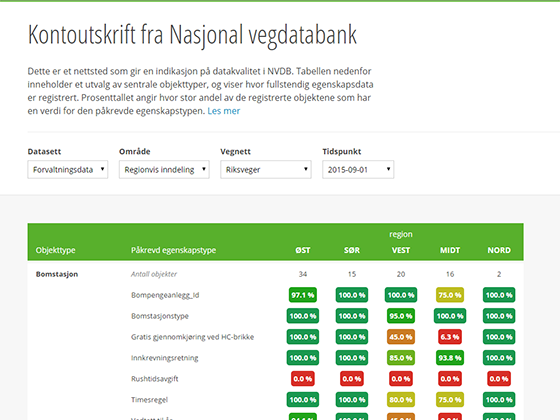 Kontoutskrift fra Nasjonal vegdatabank
Dette er et nettsted som gir en indikasjon på datakvalitet i NVDB. Tabellen nedenfor
inneholder et utvalg av sentrale objekttyper, og viser hvor fullstendig egenskapsdata
er registrert. Prosenttallet angir hvor stor andel av de registrerte objektene som har
en verdi for den påkrevde egenskapstypen. Les mer
Datasett Område Vegnett Tidspunkt
Forvaltningsdata Regionvis inndeling Riksveger 2015-09-01
region
Objekttype Påkrevd egenskapstype ØST SØR VEST MIDT NORD
Bomstasjon Antall objekter 34 15 20 16 2
Bompengeanlegg_Id 97.1 % 100.0 % 100.0 % 75.0 % 100.0 %
Bomstasjonstype 100.0 % 100.0 % 95.0 % 100.0 % 100.0 %
Gratis gjennomkjøring ved HC-brikke 100.0 % 100.0 % 45.0 % 6.3 % 100.0 %
Innkrevningsretning 100.0 % 100.0 % 85.0 % 93.8 % 100.0 %
Rushtidsavgift 0.0 % 0.0 % 0.0 % 0.0 % 0.0 %
Timesregel 100.0 % 100.0 % 80.0 % 75.0 % 100.0 %